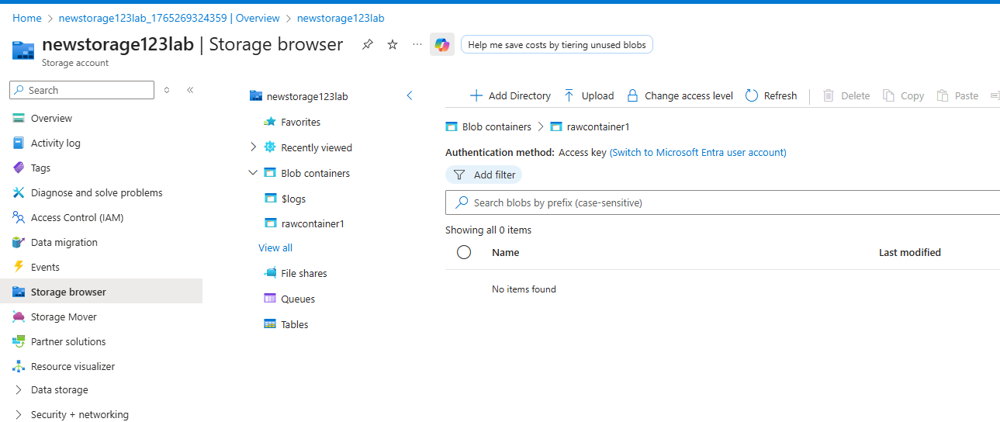 Home > newstorage123lab_1765269324359 | Overview > newstorage123lab
newstorage123lab | Storage browser
Help me save costs by tiering unused blobs
Storage account
Search
Overview
Activity log
Tags
Diagnose and solve problems
Access Control (IAM)
Data migration
Events
Storage browser
Storage Mover
Partner solutions
Resource visualizer
Data storage
Security + networking
newstorage123lab
Favorites
Recently viewed
Blob containers
$logs
rawcontainer1
View all
File shares
Queues
Tables
Add Directory Upload Change access level Refresh Delete Copy Paste
Blob containers > rawcontainer1
Authentication method: Access key (Switch to Microsoft Entra user account)
Add filter
Search blobs by prefix (case-sensitive)
Showing all 0 items
Name Last modified
No items found